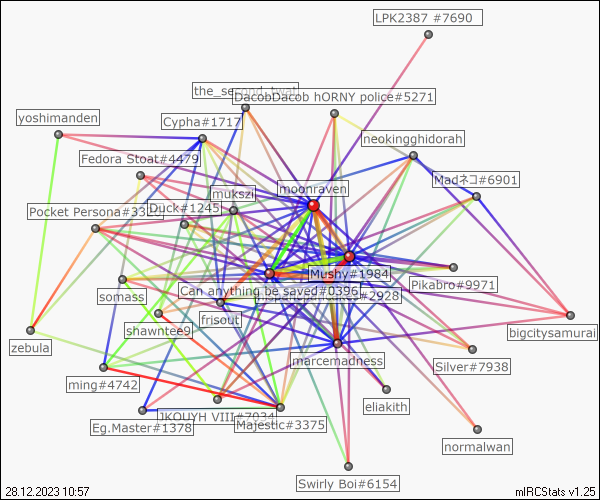 LPK2387 #7690
the_second_twat
DacobDacob hORNY police#5271
yoshimanden
Cypha#1717
neokingghidorah
Fedora Stoat#4479
Madネコ#6901
mukszi
moonraven
Pocket Persona#33
Duck#1245
Mushy#1984
Pikabro#9971
somass
Can anything be saved#0396
#2928
frisout
shawntee9
bigcitysamurai
zebula
marcemadness
Silver#7938
ming#4742
eliakith
JKOUYH VIII#7034
Majestic#3375
Eg.Master#1378
normalwan
Swirly Boi#6154
28.12.2023 10:57
mIRCStats v1.25